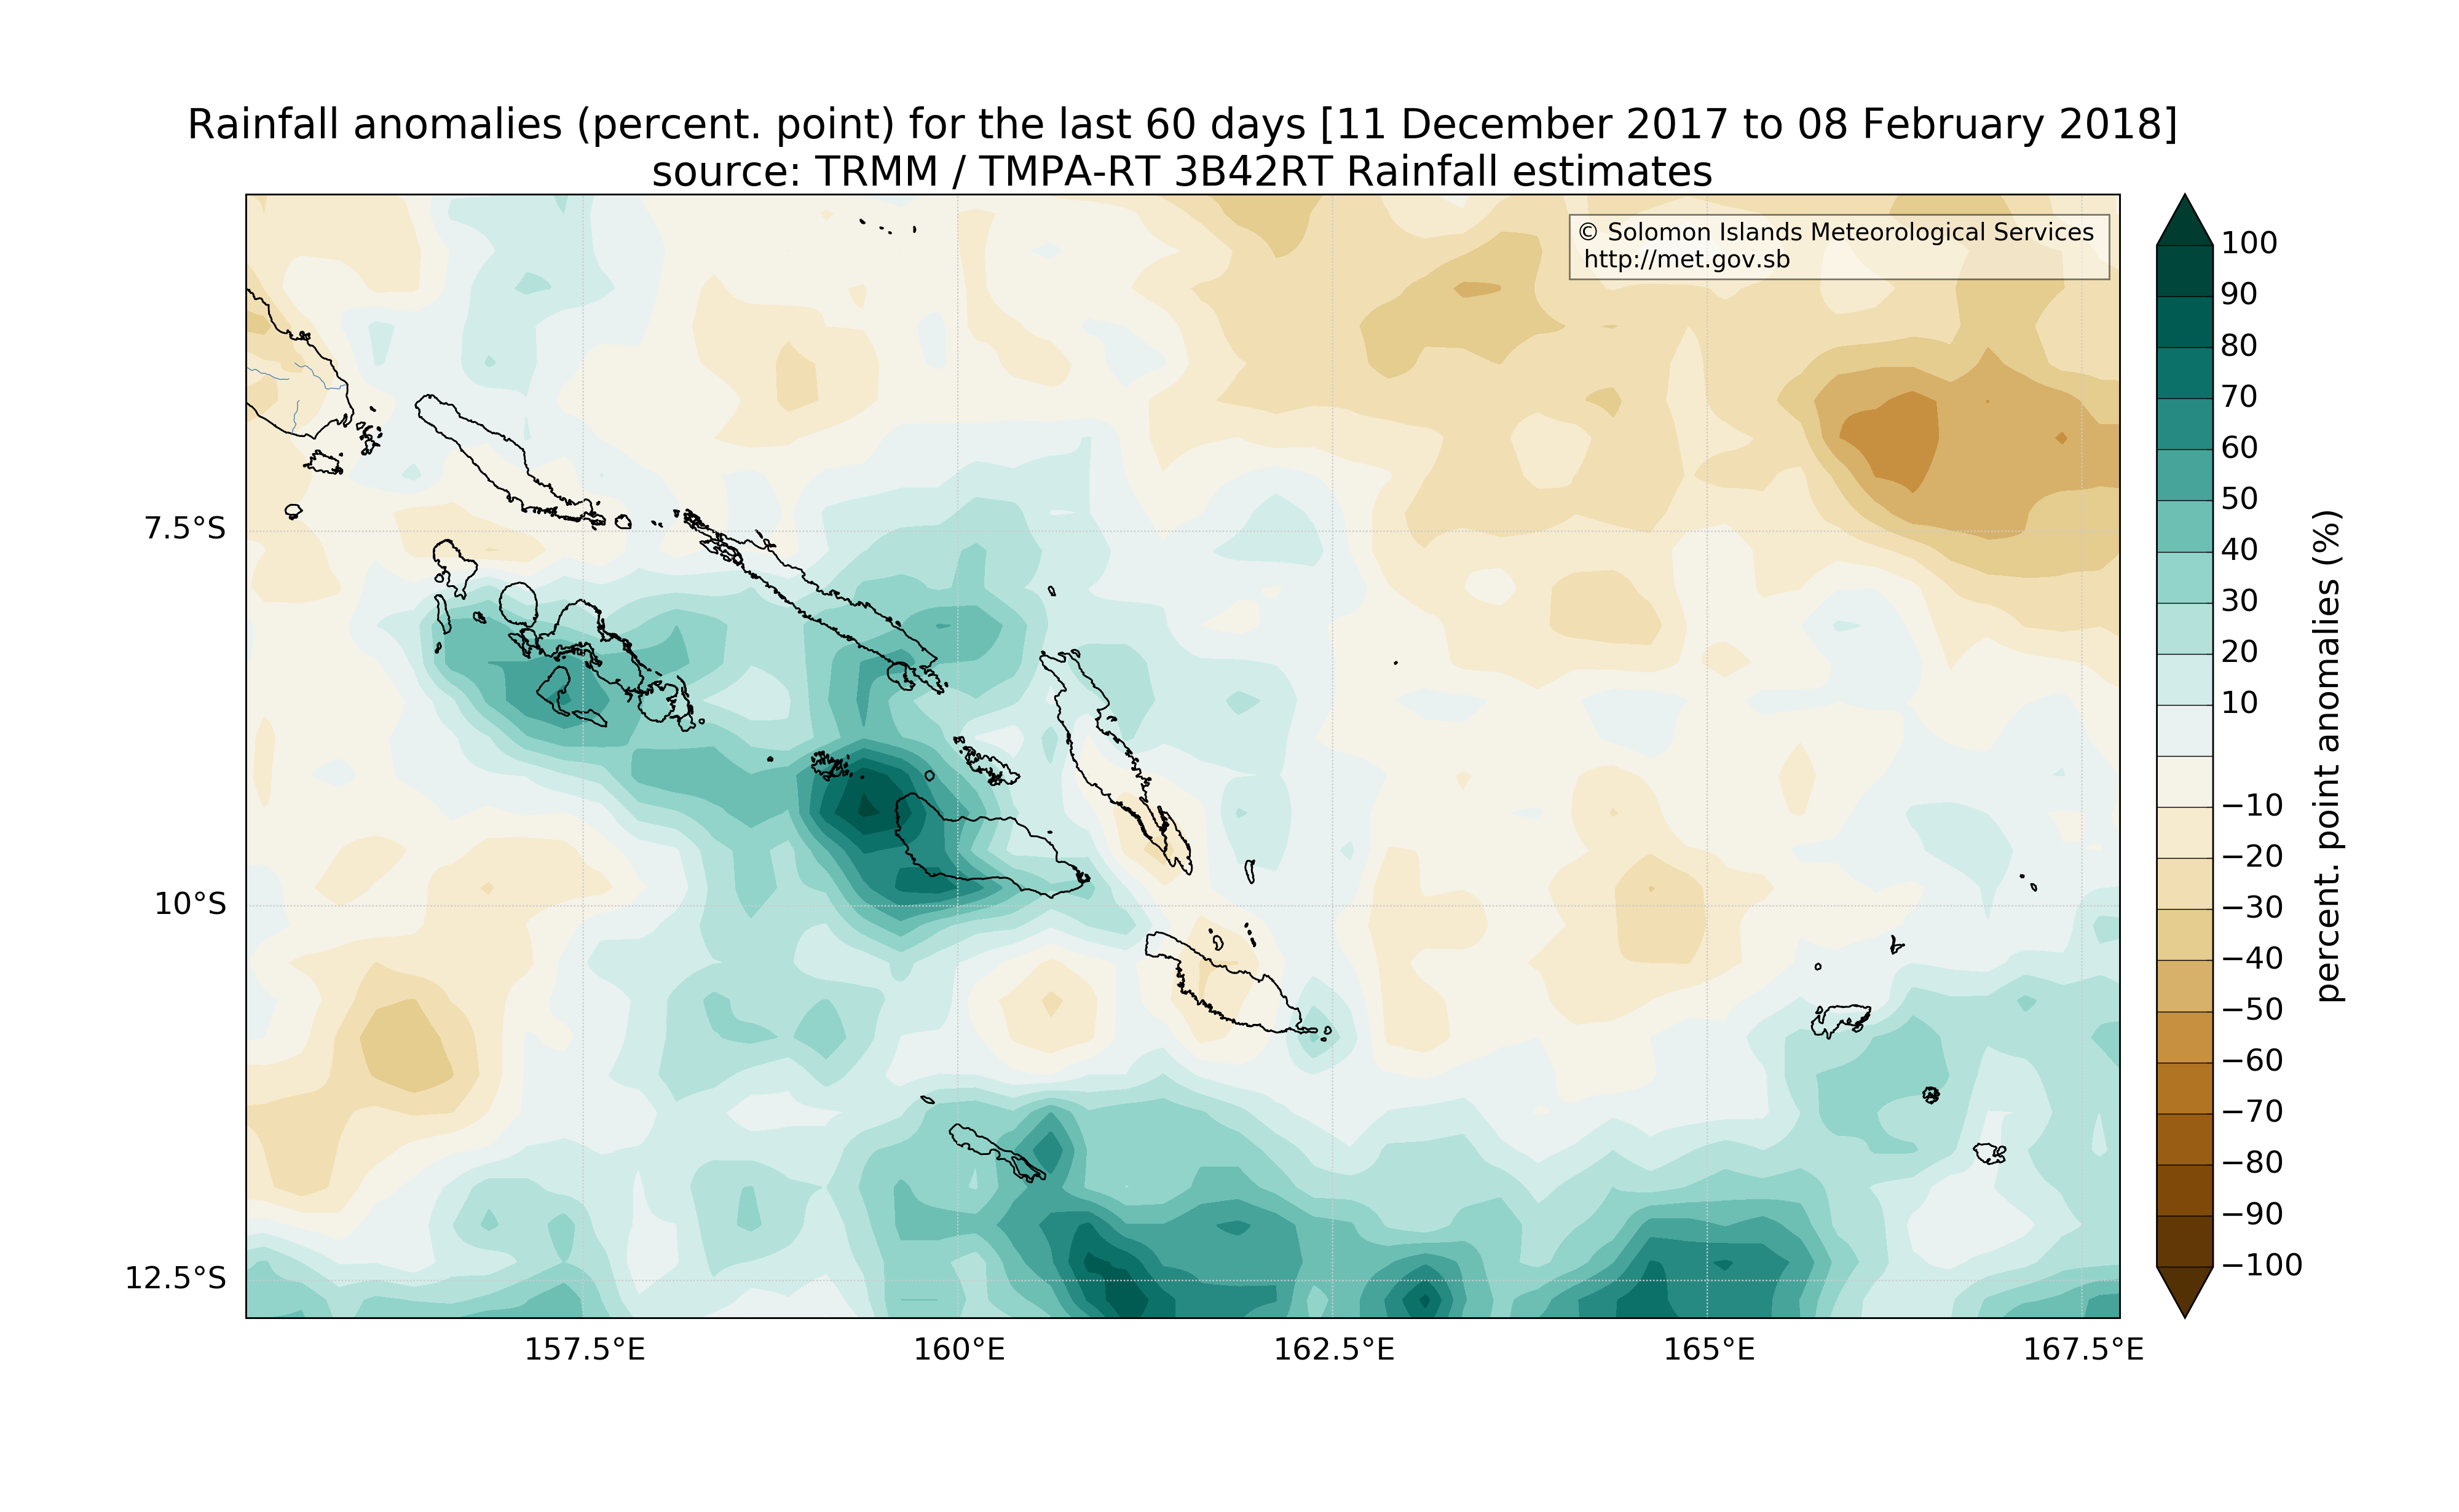 Rainfall anomalies (percent. point) for the last 60 days [11 December 2017 to 08 February 2018]
source: TRMM / TMPA-RT 3B42RT Rainfall estimates
© Solomon Islands Meteorological Services
http://met.gov.sb
7.5°S
10°S
12.5°S
157.5°E
160°E
162.5°E
165°E
167.5°E
100
90
80
70
60
50
40
30
20
10
−10
−20
−30
−40
−50
−60
−70
−80
−90
−100
percent. point anomalies (%)